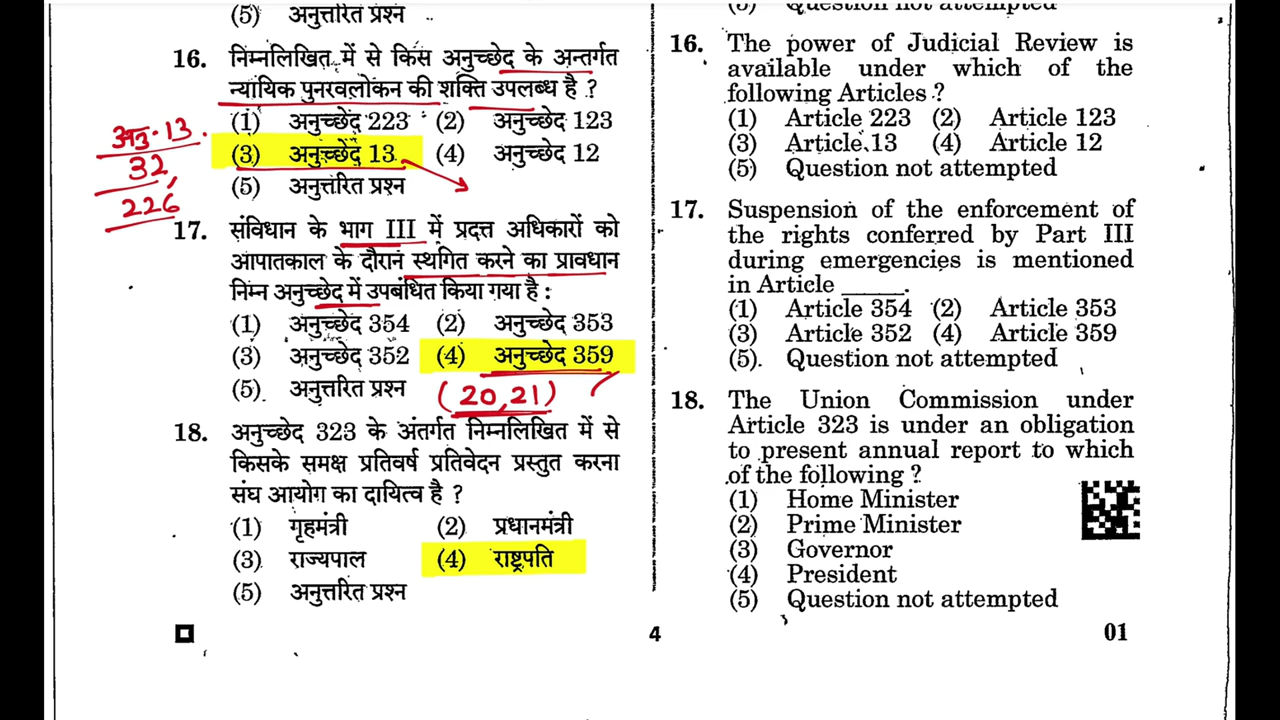 (5) अनुत्तरित प्रश्न
16. निम्नलिखित में से किस अनुच्छेद के अन्तर्गत
न्यायिक पुनरवलोकन की शक्ति उपलब्ध है ?
(1) अनुच्छेद 223 (2) अनुच्छेद 123
(3) अनुच्छेद 13 (4) अनुच्छेद 12
(5) अनुत्तरित प्रश्न
अनु. 13
32,
226
17. संविधान के भाग III में प्रदत्त अधिकारों को
आपातकाल के दौरान स्थगित करने का प्रावधान
निम्न अनुच्छेद में उपबंधित किया गया है :
(1) अनुच्छेद 354 (2) अनुच्छेद 353
(3) अनुच्छेद 352 (4) अनुच्छेद 359
(5) अनुत्तरित प्रश्न
(20, 21)
18. अनुच्छेद 323 के अंतर्गत निम्नलिखित में से
किसके समक्ष प्रतिवर्ष प्रतिवेदन प्रस्तुत करना
संघ आयोग का दायित्व है ?
(1) गृहमंत्री (2) प्रधानमंत्री
(3) राज्यपाल (4) राष्ट्रपति
(5) अनुत्तरित प्रश्न
(5) Question not attempted
16. The power of Judicial Review is
available under which of the
following Articles ?
(1) Article 223 (2) Article 123
(3) Article 13 (4) Article 12
(5) Question not attempted
17. Suspension of the enforcement of
the rights conferred by Part III
during emergencies is mentioned
in Article _____.
(1) Article 354 (2) Article 353
(3) Article 352 (4) Article 359
(5) Question not attempted
18. The Union Commission under
Article 323 is under an obligation
to present annual report to which
of the following ?
(1) Home Minister
(2) Prime Minister
(3) Governor
(4) President
(5) Question not attempted
4
01